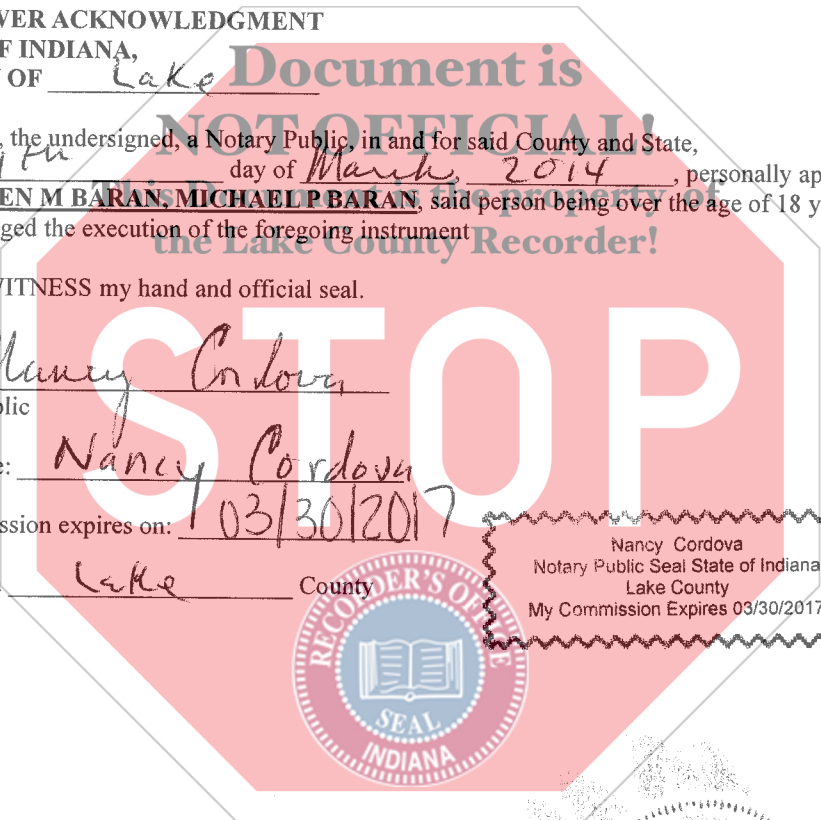 VER ACKNOWLEDGMENT
F INDIANA,
OF Lake
Document is
NOT OFFICIAL!
, the undersigned, a Notary Public, in and for said County and State,
day of March, 2014, personally ap
This Document is the property of
EN M BARAN, MICHAEL P BARAN, said person being over the age of 18 y
ged the execution of the foregoing instrument
the Lake County Recorder!
VITNESS my hand and official seal.
STOP
Nancy Cordova
blic
e: Nancy Cordova
ssion expires on: 03/30/2017
Lake County
Nancy Cordova
Notary Public Seal State of Indiana
Lake County
My Commission Expires 03/30/2017
RECORDER'S OFFICE
SEAL
INDIANA